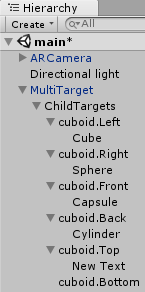 Hierarchy
Create All
main*
ARCamera
Directional light
MultiTarget
ChildTargets
cuboid.Left
Cube
cuboid.Right
Sphere
cuboid.Front
Capsule
cuboid.Back
Cylinder
cuboid.Top
New Text
cuboid.Bottom